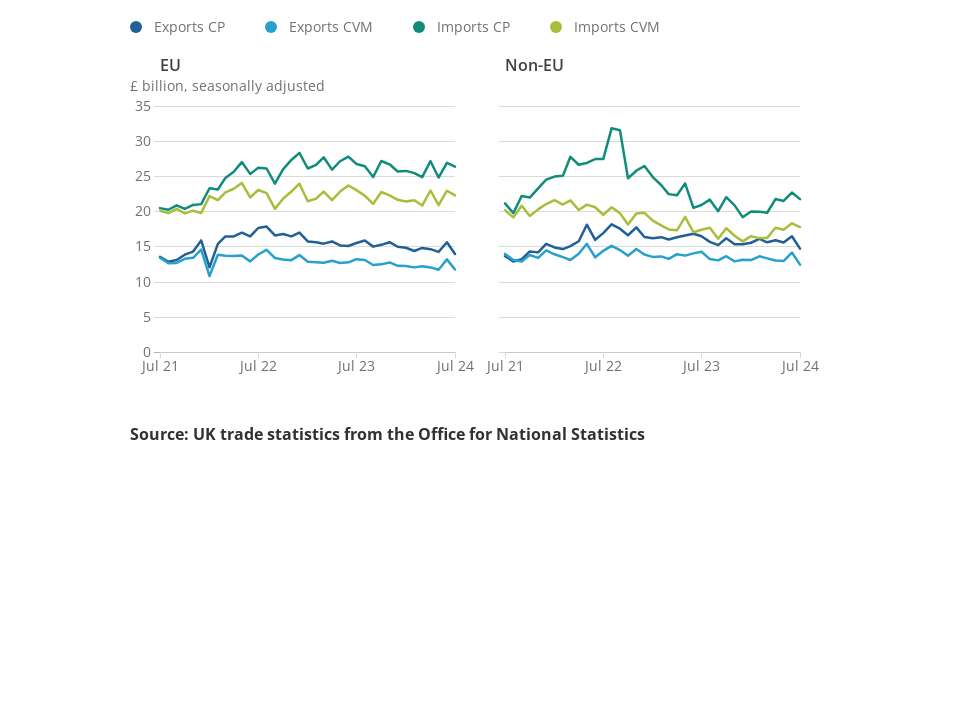 Exports CP Exports CVM Imports CP Imports CVM
EU Non-EU
£ billion, seasonally adjusted
35
30
25
20
15
10
5
0
Jul 21 Jul 22 Jul 23 Jul 24 Jul 21 Jul 22 Jul 23 Jul 24
Source: UK trade statistics from the Office for National Statistics